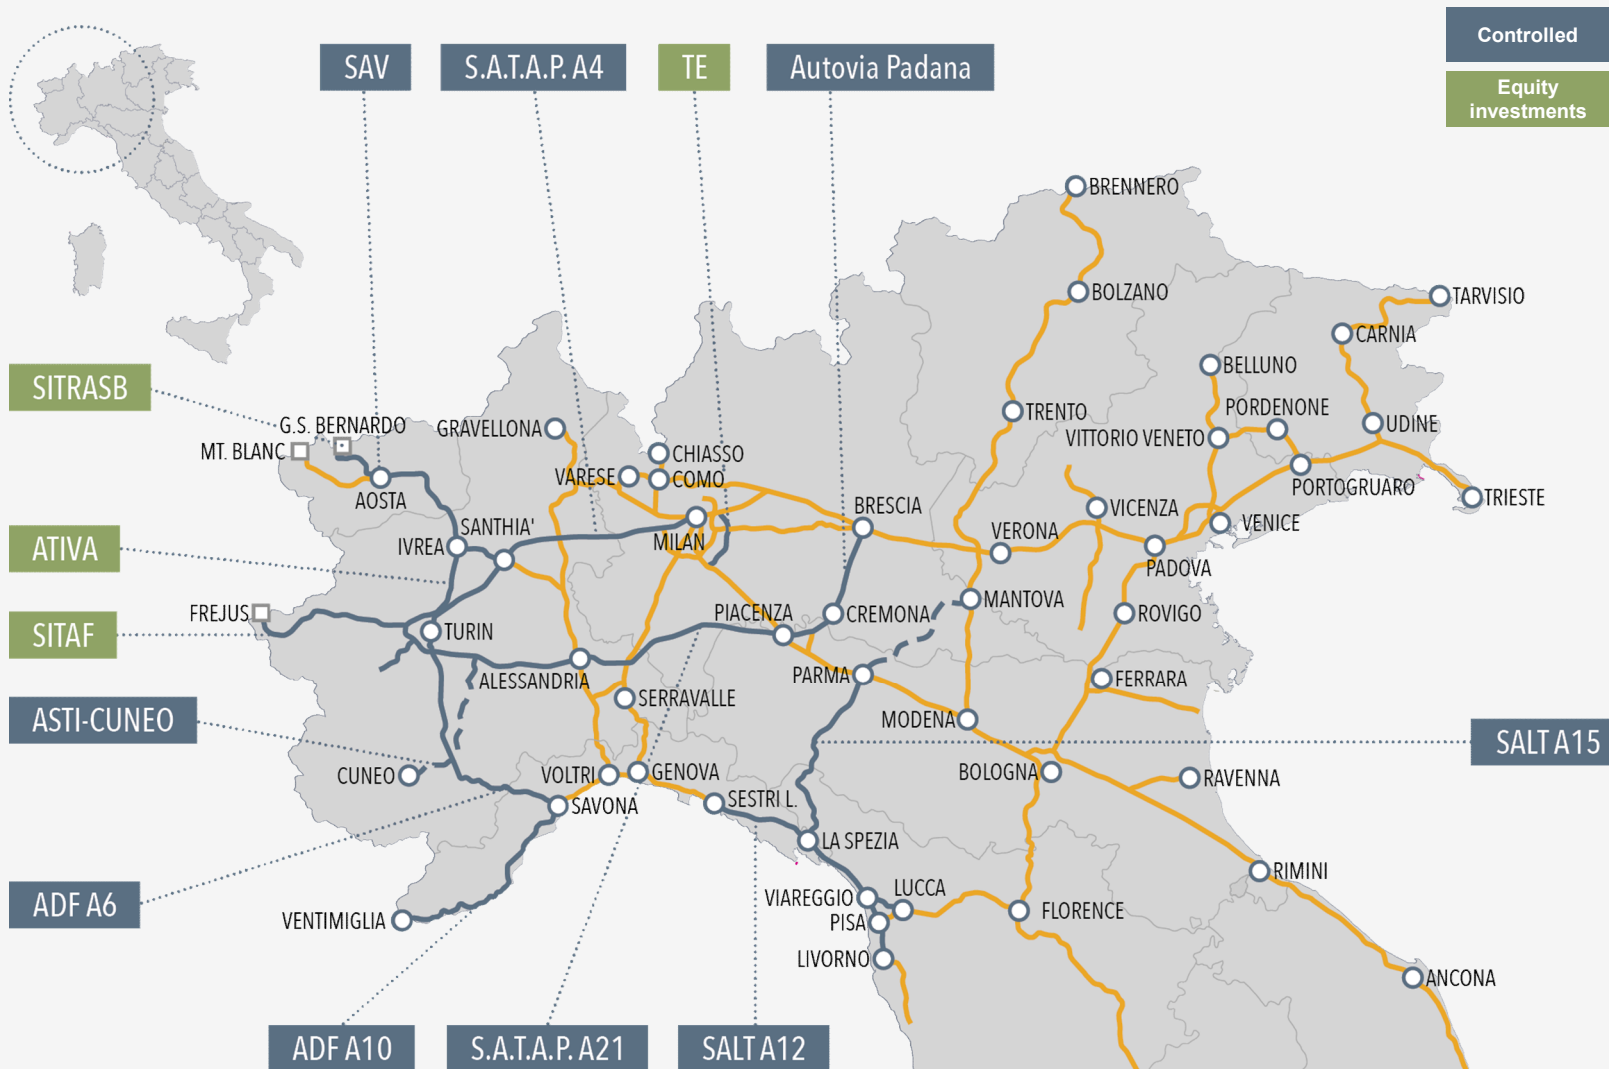 Controlled
Equity
investments
SAV
S.A.T.A.P. A4
TE
Autovia Padana
BRENNERO
BOLZANO
TARVISIO
CARNIA
BELLUNO
SITRASB
PORDENONE
TRENTO
G.S. BERNARDO
GRAVELLONA
VITTORIO VENETO
UDINE
MT. BLANC
CHIASSO
VARESE
COMO
PORTOGRUARO
TRIESTE
AOSTA
BRESCIA
VICENZA
SANTHIA'
VENICE
VERONA
IVREA
MILAN
ATIVA
PADOVA
MANTOVA
FREJUS
PIACENZA
CREMONA
ROVIGO
SITAF
TURIN
PARMA
ALESSANDRIA
FERRARA
SERRAVALLE
ASTI-CUNEO
MODENA
SALT A15
CUNEO
VOLTRI
GENOVA
BOLOGNA
RAVENNA
SAVONA
SESTRI L.
LA SPEZIA
RIMINI
VIAREGGIO
LUCCA
ADF A6
VENTIMIGLIA
PISA
FLORENCE
LIVORNO
ANCONA
ADF A10
S.A.T.A.P. A21
SALT A12